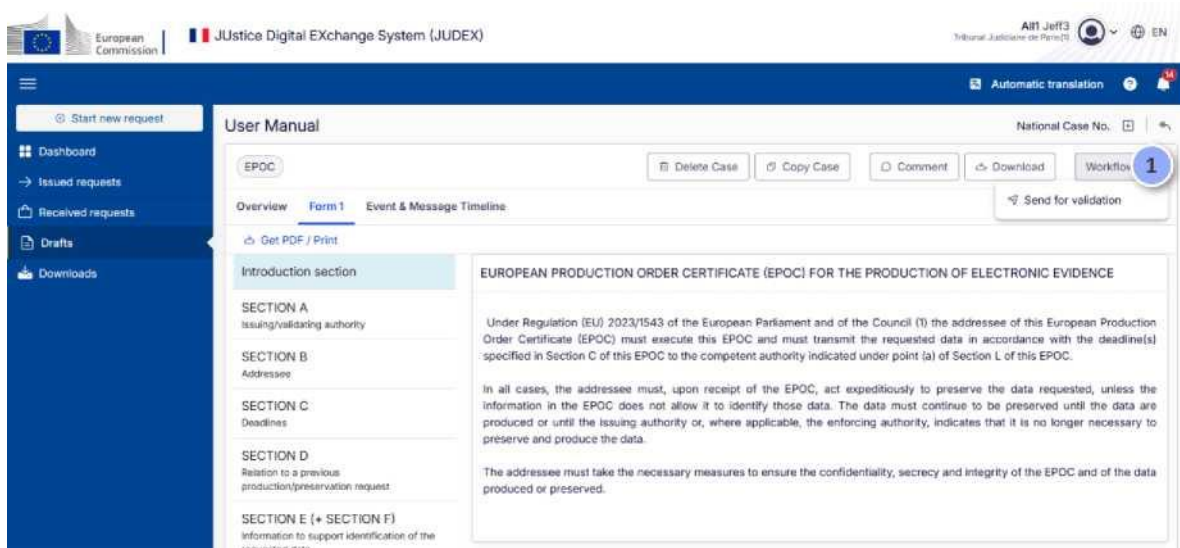 European
Commission
JUstice Digital EXchange System (JUDEX)
Ail1 Jeff3
Tribunal Judiciaire de Paris(1)
EN
Automatic translation
14
Start new request
Dashboard
Issued requests
Received requests
Drafts
Downloads
User Manual
National Case No.
EPOC
Delete Case
Copy Case
Comment
Download
Workflow
1
Send for validation
Overview
Form 1
Event & Message Timeline
Get PDF / Print
Introduction section
SECTION A
Issuing/validating authority
SECTION B
Addressee
SECTION C
Deadlines
SECTION D
Relation to a previous
production/preservation request
SECTION E (+ SECTION F)
Information to support identification of the
EUROPEAN PRODUCTION ORDER CERTIFICATE (EPOC) FOR THE PRODUCTION OF ELECTRONIC EVIDENCE
Under Regulation (EU) 2023/1543 of the European Parliament and of the Council (1) the addressee of this European Production
Order Certificate (EPOC) must execute this EPOC and must transmit the requested data in accordance with the deadline(s)
specified in Section C of this EPOC to the competent authority indicated under point (a) of Section L of this EPOC.
In all cases, the addressee must, upon receipt of the EPOC, act expeditiously to preserve the data requested, unless the
information in the EPOC does not allow it to identify those data. The data must continue to be preserved until the data are
produced or until the issuing authority or, where applicable, the enforcing authority, indicates that it is no longer necessary to
preserve and produce the data.
The addressee must take the necessary measures to ensure the confidentiality, secrecy and integrity of the EPOC and of the data
produced or preserved.